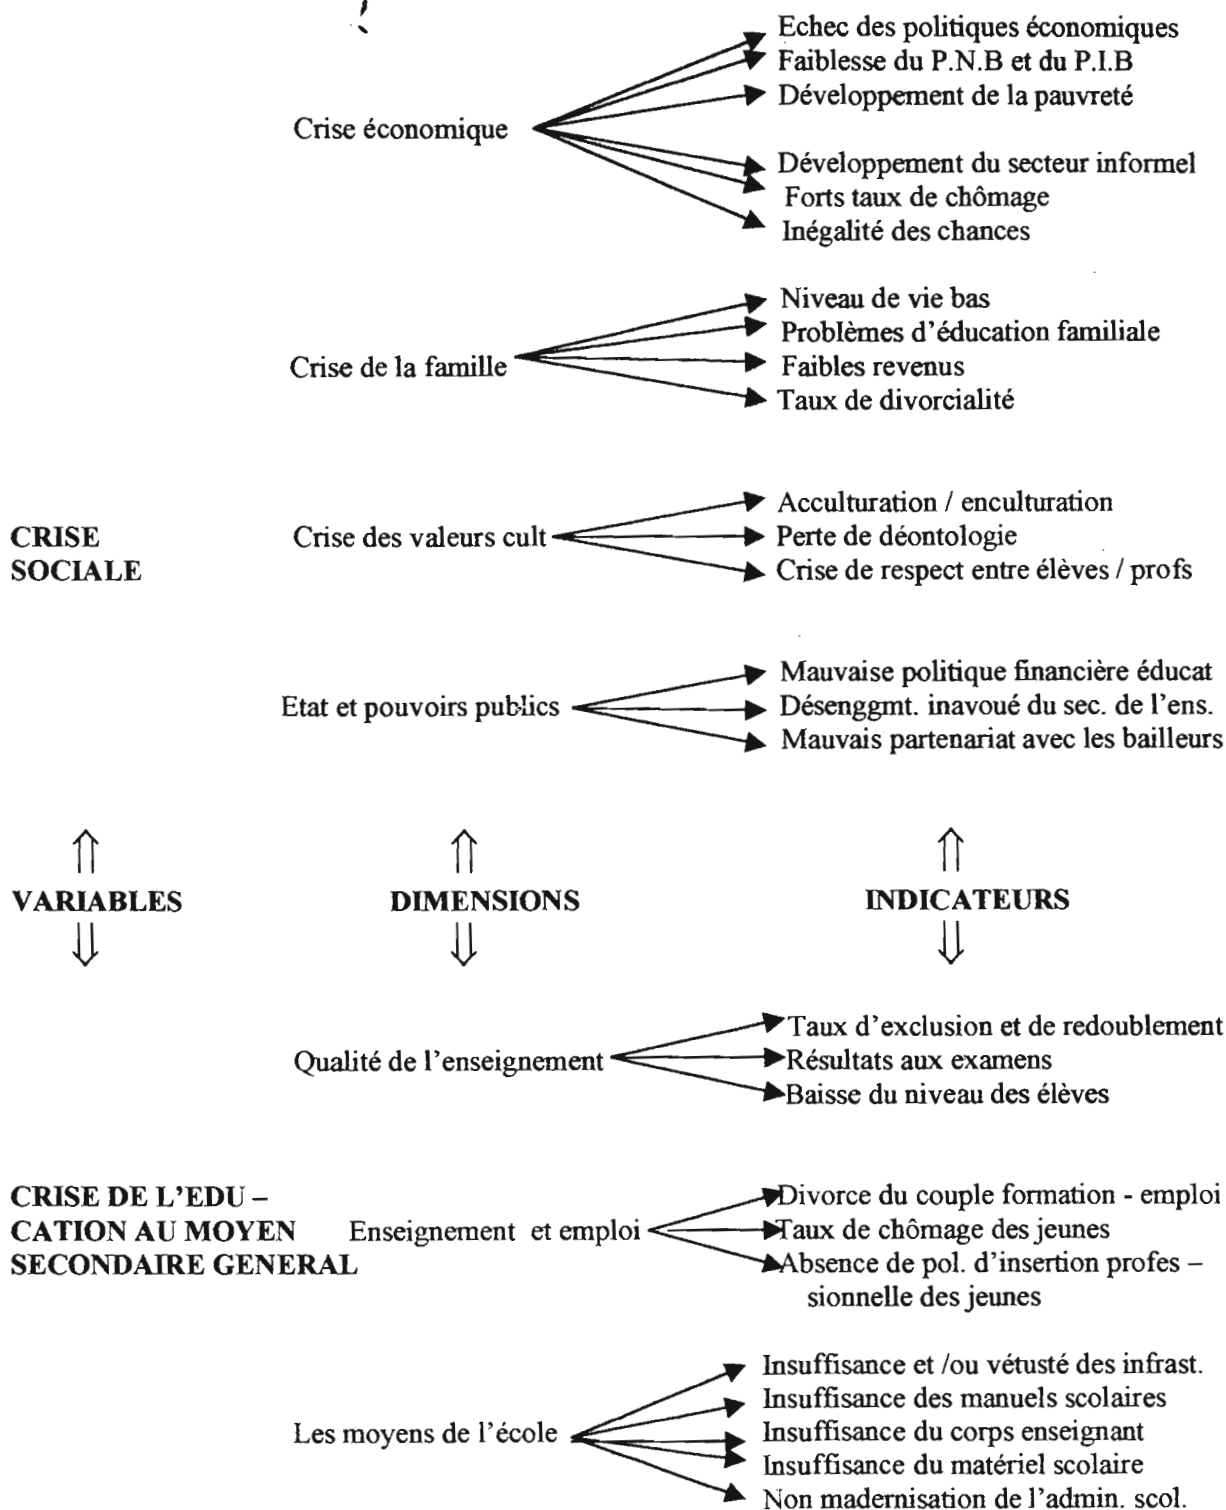 Echec des politiques économiques
Faiblesse du P.N.B et du P.I.B
Développement de la pauvreté
Crise économique
Développement du secteur informel
Forts taux de chômage
Inégalité des chances
Niveau de vie bas
Problèmes d'éducation familiale
Crise de la famille
Faibles revenus
Taux de divorcialité
Acculturation / enculturation
CRISE
SOCIALE
Crise des valeurs cult
Perte de déontologie
Crise de respect entre élèves / profs
Mauvaise politique financière éducat
Etat et pouvoirs publics
Désenggmt. inavoué du sec. de l'ens.
Mauvais partenariat avec les bailleurs
VARIABLES
DIMENSIONS
INDICATEURS
Taux d'exclusion et de redoublement
Qualité de l'enseignement
Résultats aux examens
Baisse du niveau des élèves
CRISE DE L'EDU –
CATION AU MOYEN
SECONDAIRE GENERAL
Enseignement et emploi
Divorce du couple formation - emploi
Taux de chômage des jeunes
Absence de pol. d'insertion profes –
sionnelle des jeunes
Insuffisance et /ou vétusté des infrast.
Insuffisance des manuels scolaires
Les moyens de l'école
Insuffisance du corps enseignant
Insuffisance du matériel scolaire
Non madernisation de l'admin. scol.